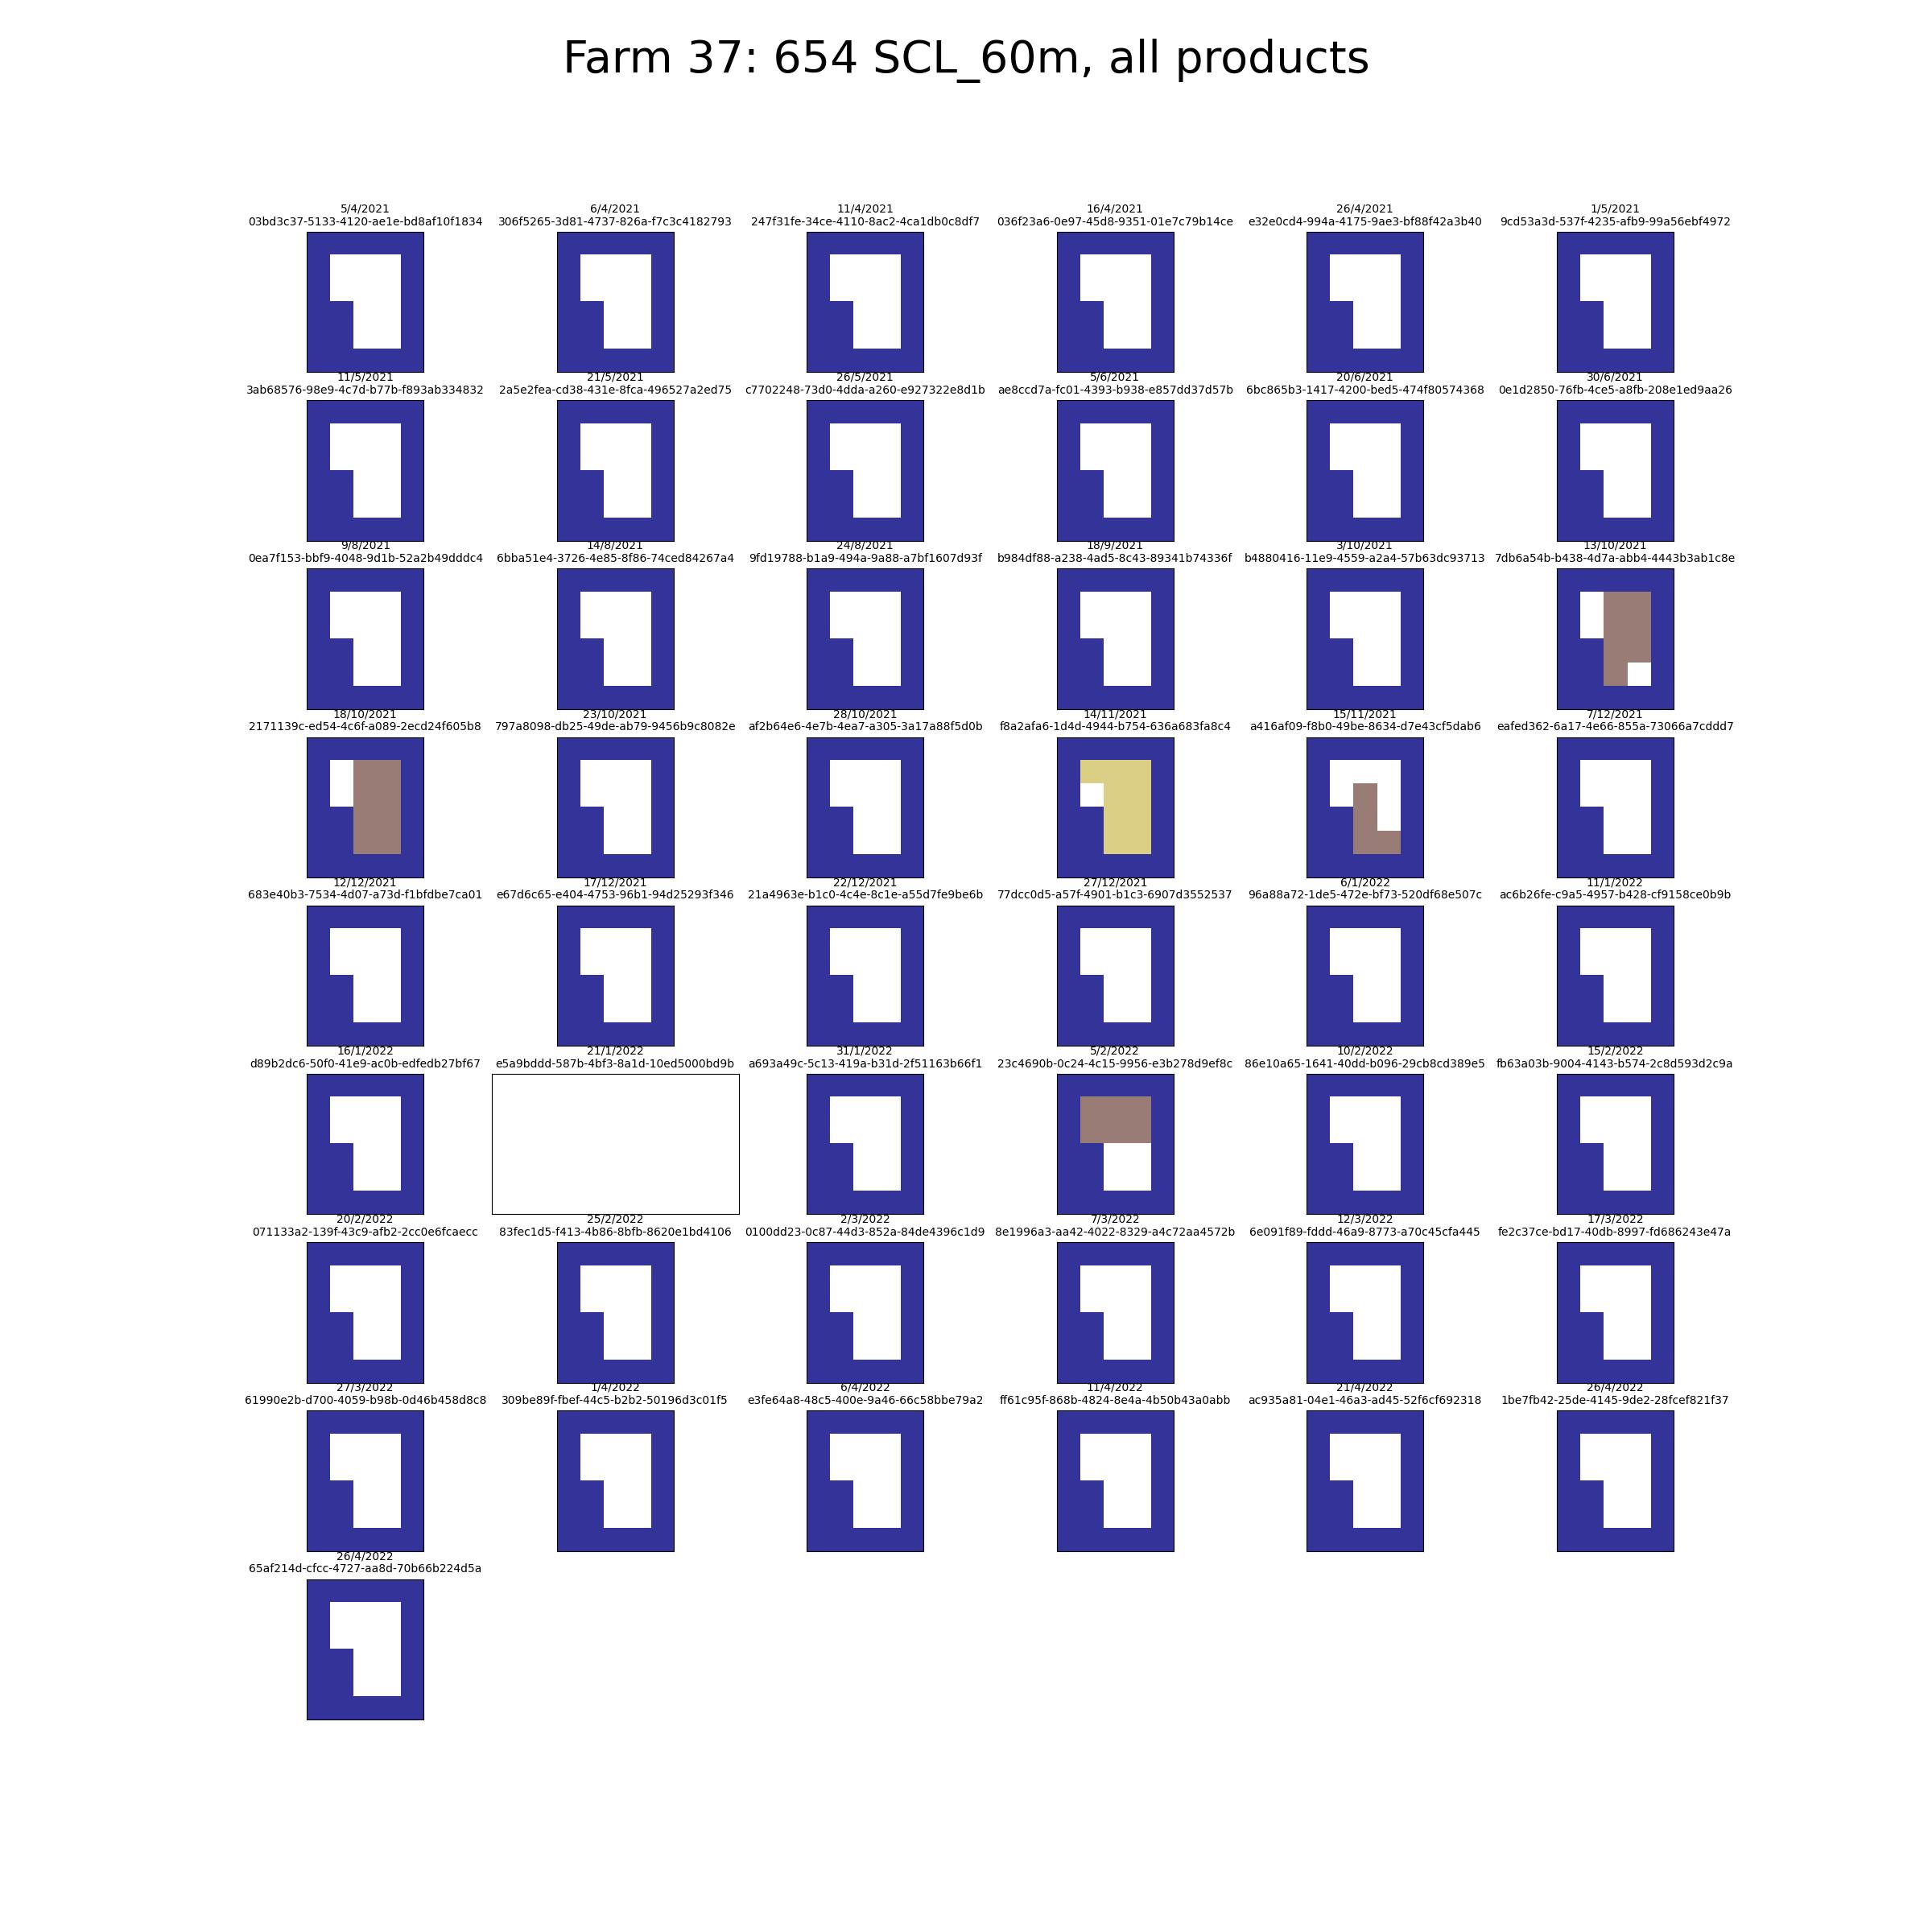 Farm 37: 654 SCL_60m, all products
5/4/2021
03bd3c37-5133-4120-ae1e-bd8af10f1834
6/4/2021
306f5265-3d81-4737-826a-f7c3c4182793
11/4/2021
247f31fe-34ce-4110-8ac2-4ca1db0c8df7
16/4/2021
036f23a6-0e97-45d8-9351-01e7c79b14ce
26/4/2021
e32e0cd4-994a-4175-9ae3-bf88f42a3b40
1/5/2021
9cd53a3d-537f-4235-afb9-99a56ebf4972
11/5/2021
3ab68576-98e9-4c7d-b77b-f893ab334832
21/5/2021
2a5e2fea-cd38-431e-8fca-496527a2ed75
26/5/2021
c7702248-73d0-4dda-a260-e927322e8d1b
5/6/2021
ae8ccd7a-fc01-4393-b938-e857dd37d57b
20/6/2021
6bc865b3-1417-4200-bed5-474f80574368
30/6/2021
0e1d2850-76fb-4ce5-a8fb-208e1ed9aa26
9/8/2021
0ea7f153-bbf9-4048-9d1b-52a2b49dddc4
14/8/2021
6bba51e4-3726-4e85-8f86-74ced84267a4
24/8/2021
9fd19788-b1a9-494a-9a88-a7bf1607d93f
18/9/2021
b984df88-a238-4ad5-8c43-89341b74336f
3/10/2021
b4880416-11e9-4559-a2a4-57b63dc93713
13/10/2021
7db6a54b-b438-4d7a-abb4-4443b3ab1c8e
18/10/2021
2171139c-ed54-4c6f-a089-2ecd24f605b8
23/10/2021
797a8098-db25-49de-ab79-9456b9c8082e
28/10/2021
af2b64e6-4e7b-4ea7-a305-3a17a88f5d0b
14/11/2021
f8a2afa6-1d4d-4944-b754-636a683fa8c4
15/11/2021
a416af09-f8b0-49be-8634-d7e43cf5dab6
7/12/2021
eafed362-6a17-4e66-855a-73066a7cddd7
12/12/2021
683e40b3-7534-4d07-a73d-f1bfdbe7ca01
17/12/2021
e67d6c65-e404-4753-96b1-94d25293f346
22/12/2021
21a4963e-b1c0-4c4e-8c1e-a55d7fe9be6b
27/12/2021
77dcc0d5-a57f-4901-b1c3-6907d3552537
6/1/2022
96a88a72-1de5-472e-bf73-520df68e507c
11/1/2022
ac6b26fe-c9a5-4957-b428-cf9158ce0b9b
16/1/2022
d89b2dc6-50f0-41e9-ac0b-edfedb27bf67
21/1/2022
e5a9bddd-587b-4bf3-8a1d-10ed5000bd9b
31/1/2022
a693a49c-5c13-419a-b31d-2f51163b66f1
5/2/2022
23c4690b-0c24-4c15-9956-e3b278d9ef8c
10/2/2022
86e10a65-1641-40dd-b096-29cb8cd389e5
15/2/2022
fb63a03b-9004-4143-b574-2c8d593d2c9a
20/2/2022
071133a2-139f-43c9-afb2-2cc0e6fcaecc
25/2/2022
83fec1d5-f413-4b86-8bfb-8620e1bd4106
2/3/2022
0100dd23-0c87-44d3-852a-84de4396c1d9
7/3/2022
8e1996a3-aa42-4022-8329-a4c72aa4572b
12/3/2022
6e091f89-fddd-46a9-8773-a70c45cfa445
17/3/2022
fe2c37ce-bd17-40db-8997-fd686243e47a
27/3/2022
61990e2b-d700-4059-b98b-0d46b458d8c8
1/4/2022
309be89f-fbef-44c5-b2b2-50196d3c01f5
6/4/2022
e3fe64a8-48c5-400e-9a46-66c58bbe79a2
11/4/2022
ff61c95f-868b-4824-8e4a-4b50b43a0abb
21/4/2022
ac935a81-04e1-46a3-ad45-52f6cf692318
26/4/2022
1be7fb42-25de-4145-9de2-28fcef821f37
26/4/2022
65af214d-cfcc-4727-aa8d-70b66b224d5a